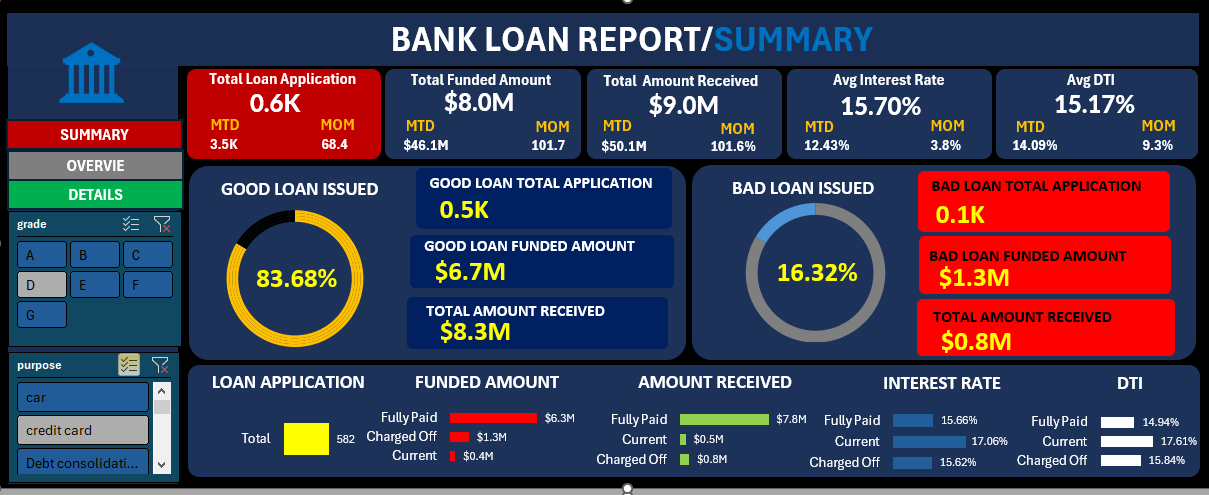 BANK LOAN REPORT/SUMMARY
SUMMARY
OVERVIE
DETAILS
grade
A B C
D E F
G
purpose
car
credit card
Debt consolidati...
Total Loan Application
0.6K
MTD MOM
3.5K 68.4
Total Funded Amount
$8.0M
MTD MOM
$46.1M 101.7
Total Amount Received
$9.0M
MTD MOM
$50.1M 101.6%
Avg Interest Rate
15.70%
MTD MOM
12.43% 3.8%
Avg DTI
15.17%
MTD MOM
14.09% 9.3%
GOOD LOAN ISSUED
83.68%
GOOD LOAN TOTAL APPLICATION
0.5K
GOOD LOAN FUNDED AMOUNT
$6.7M
TOTAL AMOUNT RECEIVED
$8.3M
BAD LOAN ISSUED
16.32%
BAD LOAN TOTAL APPLICATION
0.1K
BAD LOAN FUNDED AMOUNT
$1.3M
TOTAL AMOUNT RECEIVED
$0.8M
LOAN APPLICATION
Total 582
FUNDED AMOUNT
Fully Paid $6.3M
Charged Off $1.3M
Current $0.4M
AMOUNT RECEIVED
Fully Paid $7.8M
Current $0.5M
Charged Off $0.8M
INTEREST RATE
Fully Paid 15.66%
Current 17.06%
Charged Off 15.62%
DTI
Fully Paid 14.94%
Current 17.61%
Charged Off 15.84%